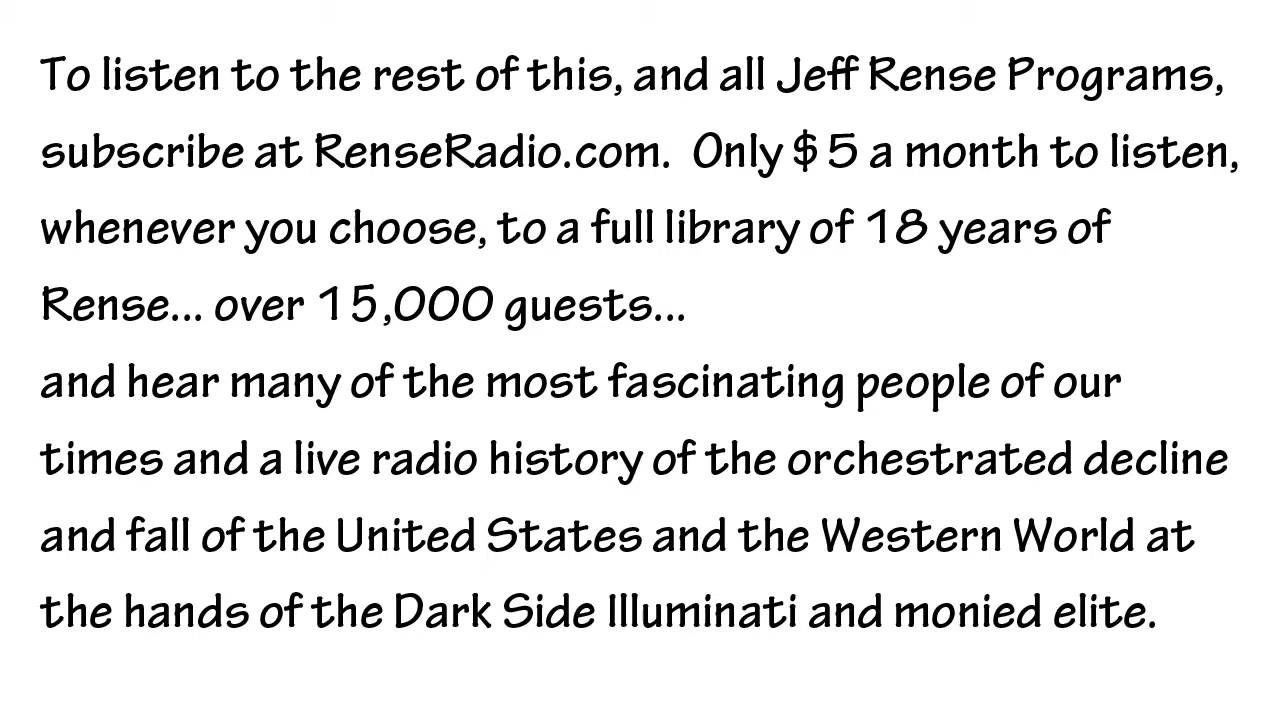 To listen to the rest of this, and all Jeff Rense Programs,
subscribe at RenseRadio.com.  Only $5 a month to listen,
whenever you choose, to a full library of 18 years of
Rense... over 15,000 guests...
and hear many of the most fascinating people of our
times and a live radio history of the orchestrated decline
and fall of the United States and the Western World at
the hands of the Dark Side Illuminati and monied elite.